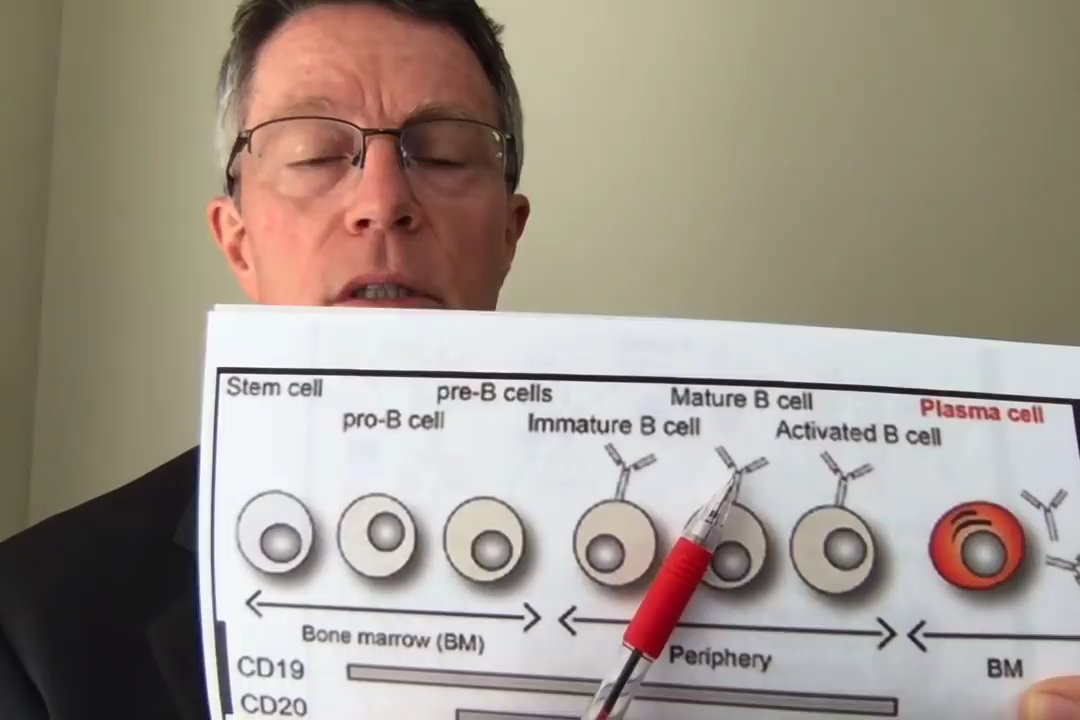 Stem cell
pre-B cells
Mature B cell
Plasma cell
pro-B cell
Immature B cell
Activated B cell
Bone marrow (BM)
Periphery
BM
CD19
CD20